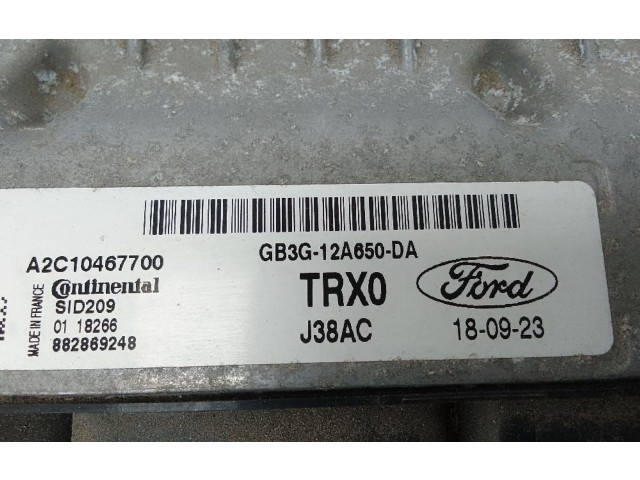 GB3G-12A650-DA
A2C10467700
Continental
SID209
01 18266
882869248
MADE IN FRANCE
TRX0
J38AC
Ford
18-09-23